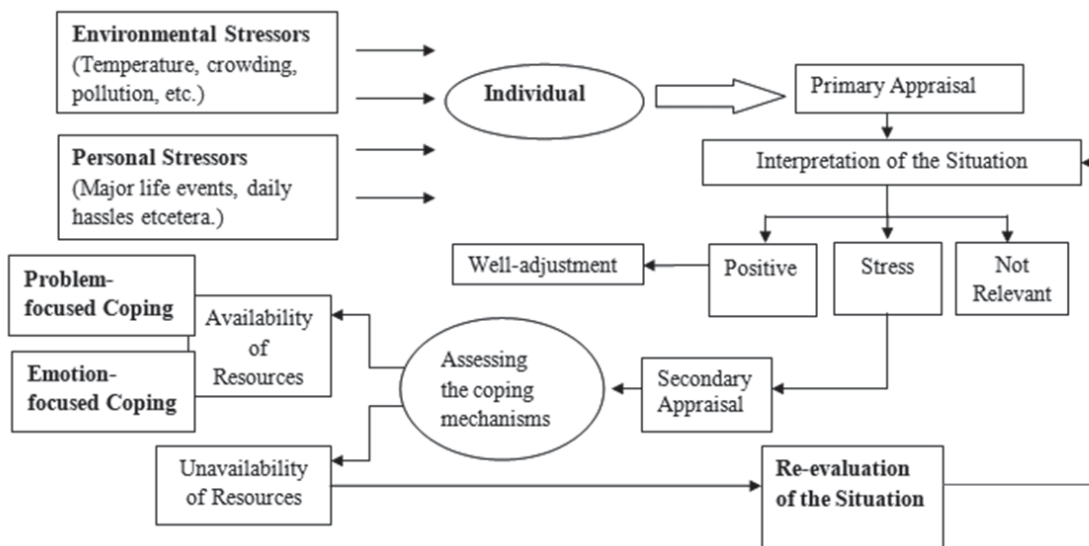 Environmental Stressors
(Temperature, crowding,
pollution, etc.)
Individual
Primary Appraisal
Personal Stressors
(Major life events, daily
hassles etcetera.)
Interpretation of the Situation
Well-adjustment
Positive
Stress
Not
Relevant
Problem-
focused Coping
Availability
of
Resources
Emotion-
focused Coping
Assessing
the coping
mechanisms
Secondary
Appraisal
Unavailability
of Resources
Re-evaluation
of the Situation